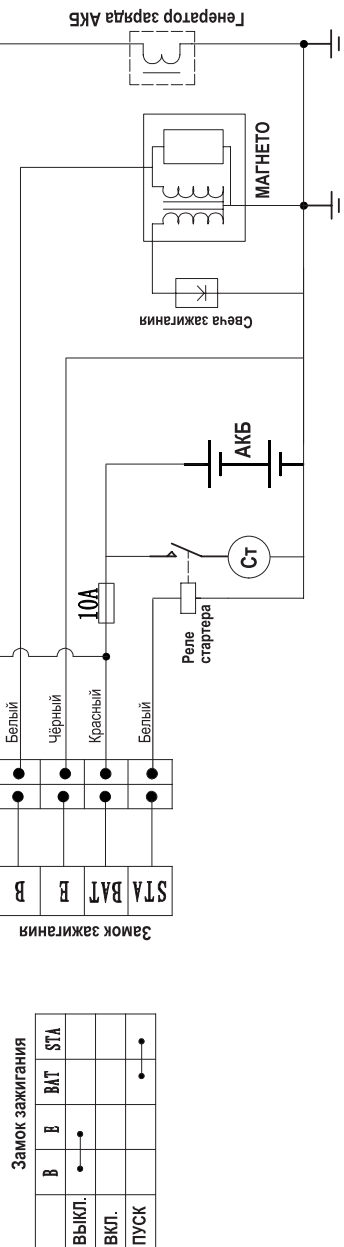 Генератор заряда АКБ
МАГНЕТО
Свеча зажигания
АКБ
Ст
Реле
стартера
10A
Белый
Чёрный
Красный
Белый
B
E
BAT
STA
Замок зажигания
Замок зажигания
B E BAT STA
ВЫКЛ.
ВКЛ.
ПУСК